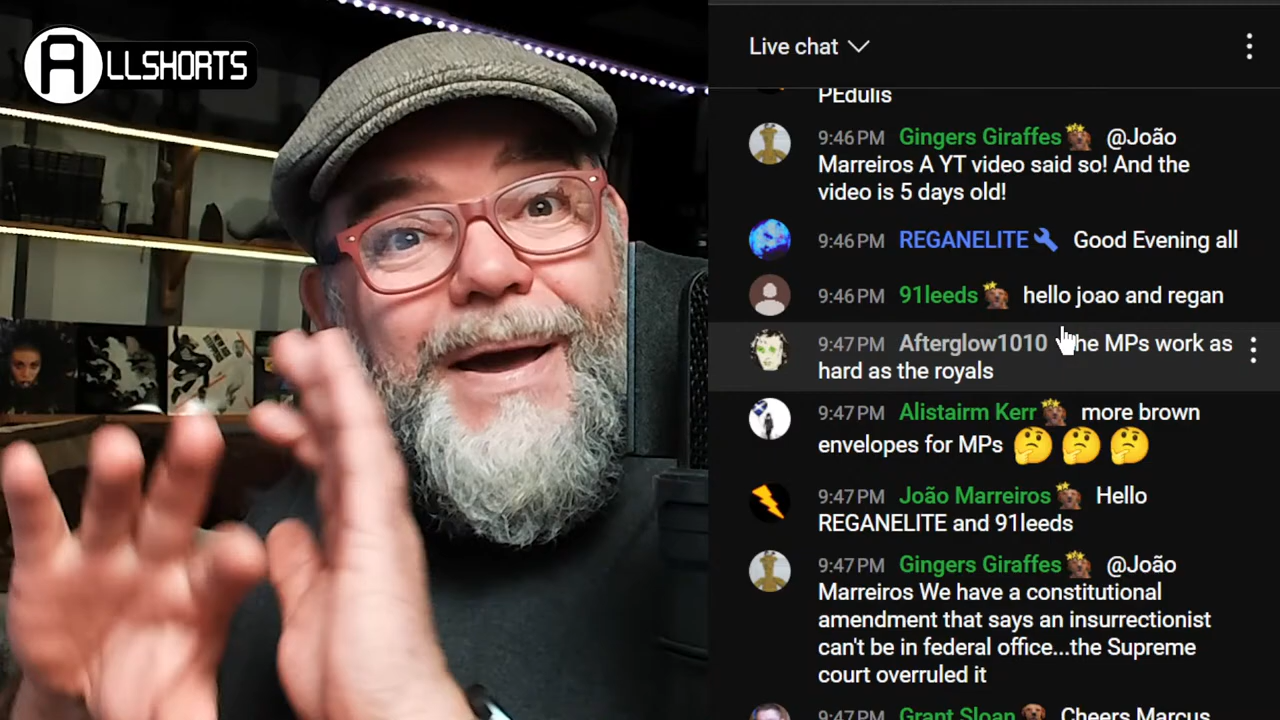 ALLSHORTS
Live chat
PEdulis
9:46 PM Gingers Giraffes @João
Marreiros A YT video said so! And the
video is 5 days old!
9:46 PM REGANELITE Good Evening all
9:46 PM 91leeds hello joao and regan
9:47 PM Afterglow1010 he MPs work as
hard as the royals
9:47 PM Alistairm Kerr more brown
envelopes for MPs 🤔🤔🤔
9:47 PM João Marreiros Hello
REGANELITE and 91leeds
9:47 PM Gingers Giraffes @João
Marreiros We have a constitutional
amendment that says an insurrectionist
can't be in federal office...the Supreme
court overruled it
9:47 PM Grant Sloan Cheers Marcus